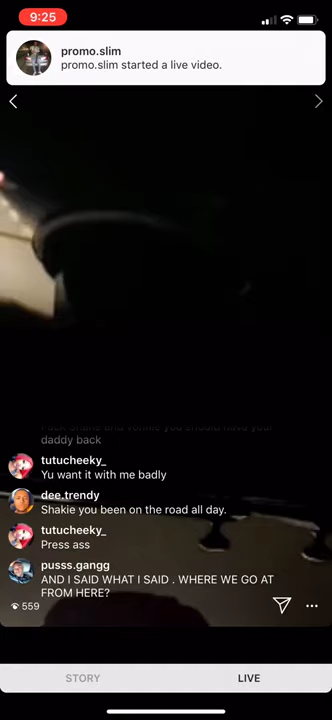 9:25
promo.slim
promo.slim started a live video.
daddy back
tutucheeky_
Yu want it with me badly
dee.trendy
Shakie you been on the road all day.
tutucheeky_
Press ass
pusss.gangg
AND I SAID WHAT I SAID . WHERE WE GO AT
FROM HERE?
559
STORY
LIVE